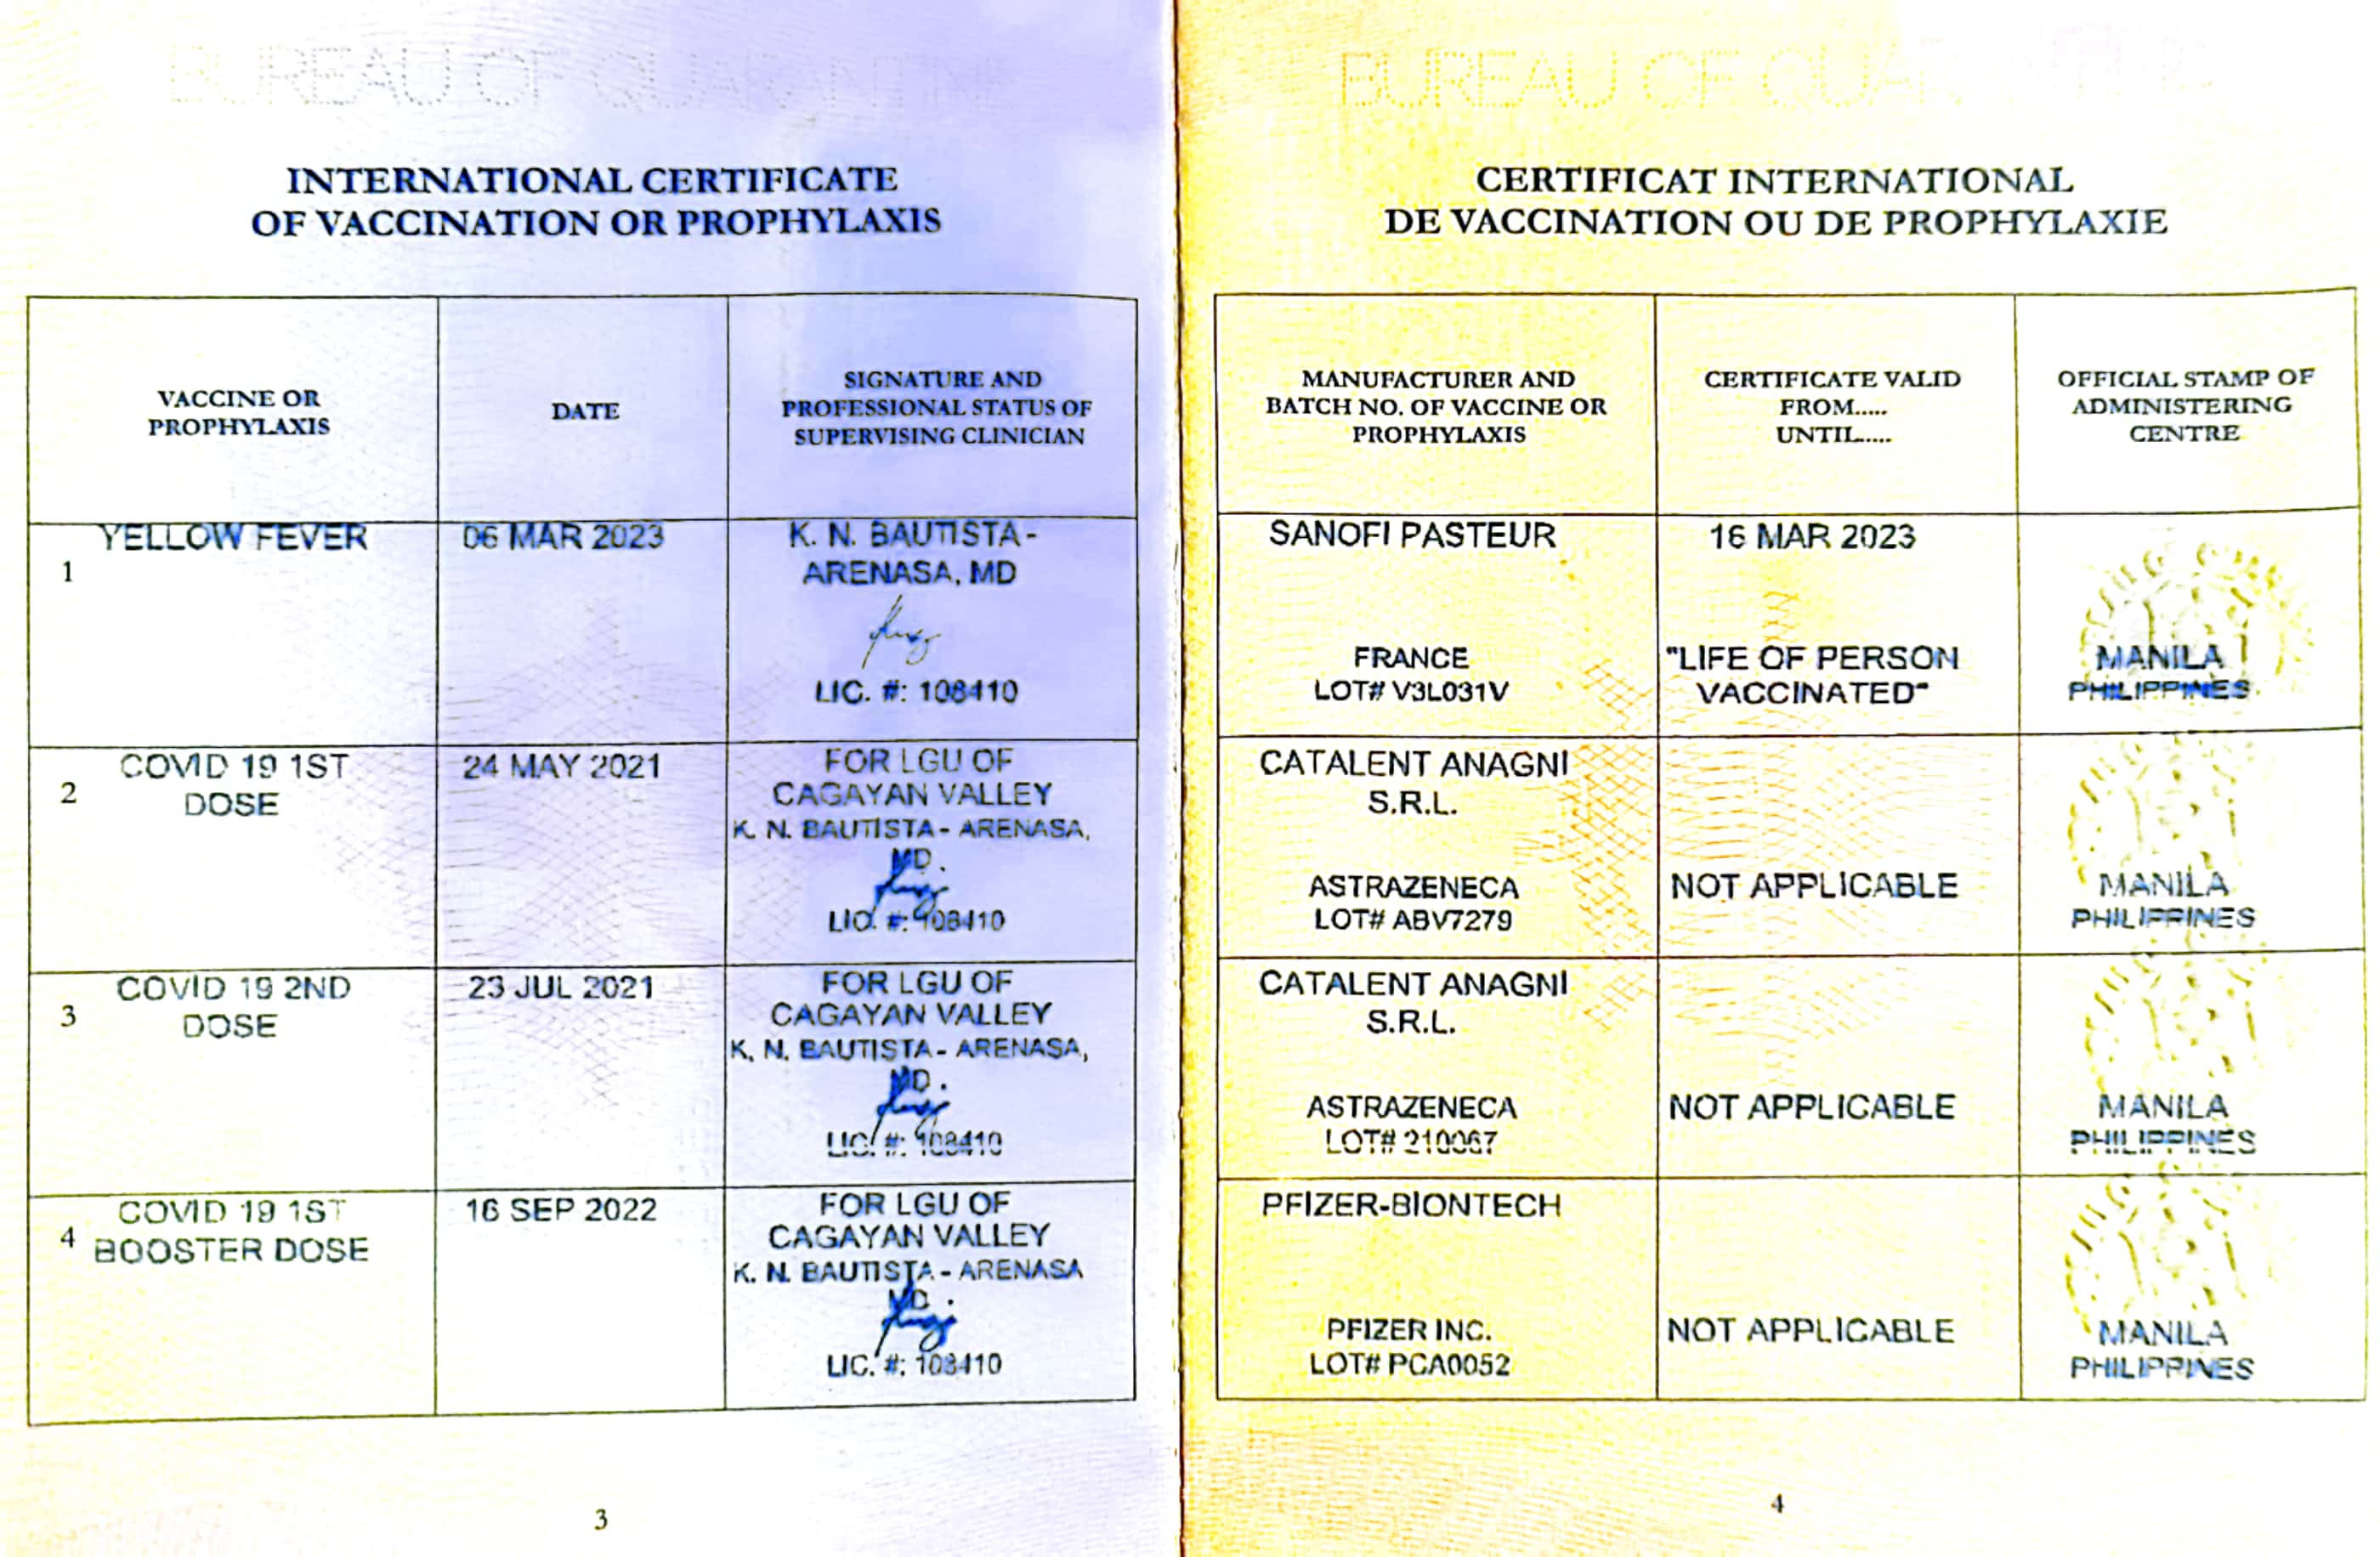 BUREAU OF QUARANTINE
INTERNATIONAL CERTIFICATE
OF VACCINATION OR PROPHYLAXIS
VACCINE OR
PROPHYLAXIS
DATE
SIGNATURE AND
PROFESSIONAL STATUS OF
SUPERVISING CLINICIAN
1
YELLOW FEVER
06 MAR 2023
K. N. BAUTISTA-
ARENASA, MD
LIC. #: 108410
2
COVID 19 1ST
DOSE
24 MAY 2021
FOR LGU OF
CAGAYAN VALLEY
K. N. BAUTISTA- ARENASA,
MD.
LIC. #: 108410
3
COVID 19 2ND
DOSE
23 JUL 2021
FOR LGU OF
CAGAYAN VALLEY
K. N. BAUTISTA- ARENASA,
MD.
LIC. #: 108410
4
COVID 19 1ST
BOOSTER DOSE
16 SEP 2022
FOR LGU OF
CAGAYAN VALLEY
K. N. BAUTISTA - ARENASA
MD.
LIC. #: 108410
3
BUREAU OF
CERTIFICAT INTERNATIONAL
DE VACCINATION OU DE PROPHYLAXIE
MANUFACTURER AND
BATCH NO. OF VACCINE OR
PROPHYLAXIS
CERTIFICATE VALID
FROM.....
UNTIL.....
OFFICIAL STAMP OF
ADMINISTERING
CENTRE
SANOFI PASTEUR
FRANCE
LOT# V3L031V
16 MAR 2023
"LIFE OF PERSON
VACCINATED"
MANILA
PHILIPPINES
CATALENT ANAGNI
S.R.L.
ASTRAZENECA
LOT# ABV7279
NOT APPLICABLE
MANILA
PHILIPPINES
CATALENT ANAGNI
S.R.L.
ASTRAZENECA
LOT# 210067
NOT APPLICABLE
MANILA
PHILIPPINES
PFIZER-BIONTECH
PFIZER INC.
LOT# PCA0052
NOT APPLICABLE
MANILA
PHILIPPINES
4